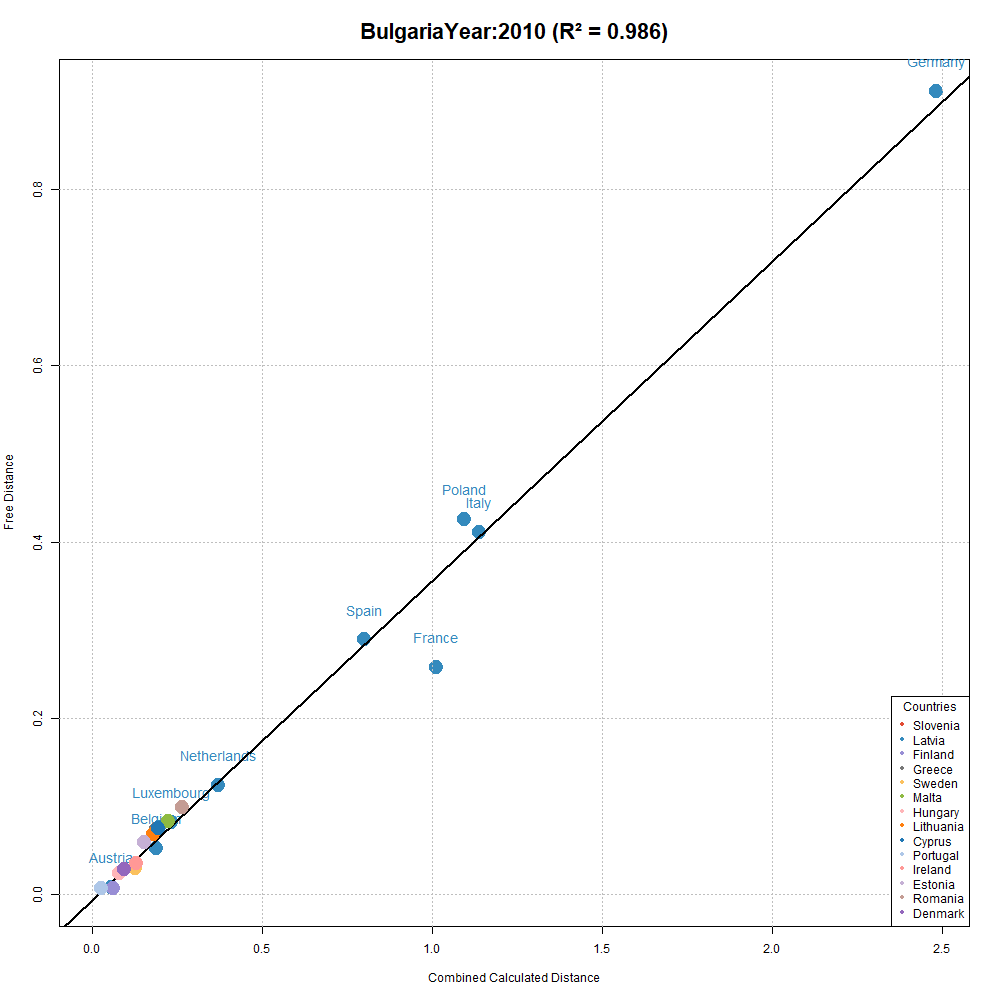 BulgariaYear:2010 (R² = 0.986)
Germany
Poland
Italy
Spain
France
Netherlands
Luxembourg
Belgium
Austria
Free Distance
0.0
0.2
0.4
0.6
0.8
0.0
0.5
1.0
1.5
2.0
2.5
Combined Calculated Distance
Countries
Slovenia
Latvia
Finland
Greece
Sweden
Malta
Hungary
Lithuania
Cyprus
Portugal
Ireland
Estonia
Romania
Denmark